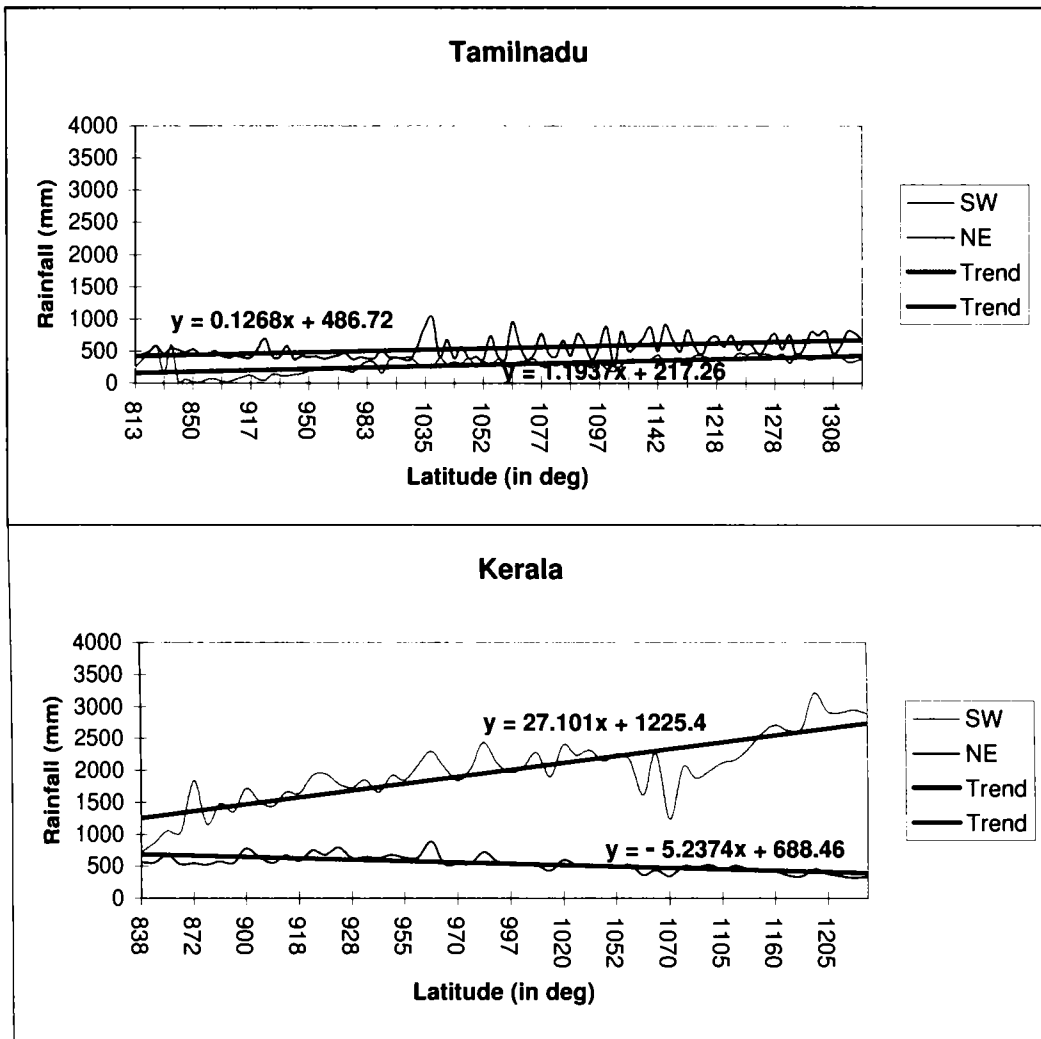 Tamilnadu
4000
3500
3000
2500
2000
1500
1000
500
0
Rainfall (mm)
y = 0.1268x + 486.72
y = 1.1937x + 217.26
813
850
917
950
983
1035
1052
1077
1097
1142
1218
1278
1308
Latitude (in deg)
SW
NE
Trend
Trend
Kerala
4000
3500
3000
2500
2000
1500
1000
500
0
Rainfall (mm)
y = 27.101x + 1225.4
y = - 5.2374x + 688.46
838
872
900
918
928
955
970
997
1020
1052
1070
1105
1160
1205
Latitude (in deg)
SW
NE
Trend
Trend